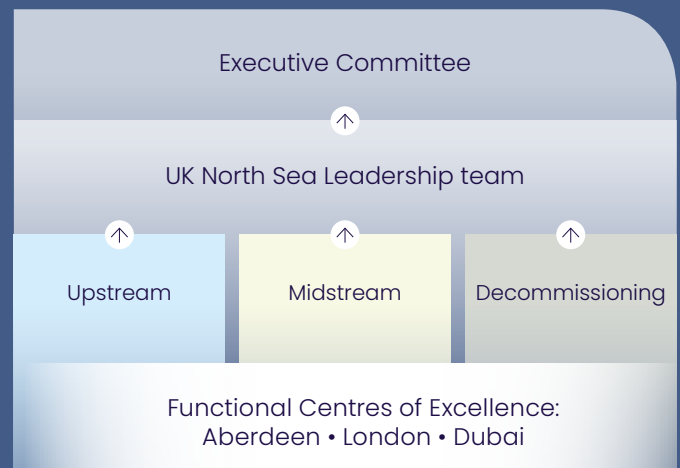 Executive Committee
UK North Sea Leadership team
Upstream
Midstream
Decommissioning
Functional Centres of Excellence:
Aberdeen • London • Dubai